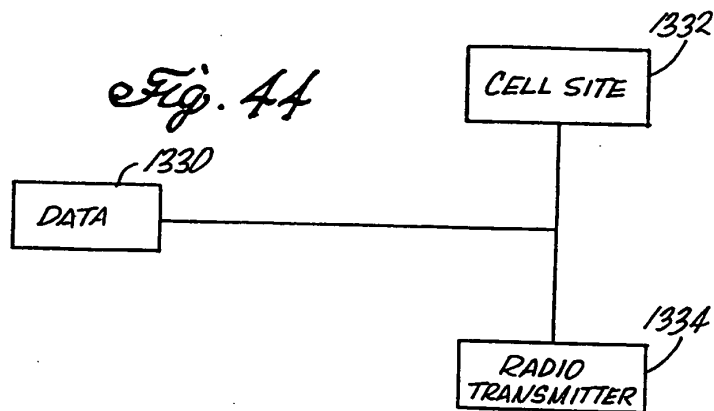 Fig. 44
1332
CELL SITE
1330
DATA
1334
RADIO
TRANSMITTER